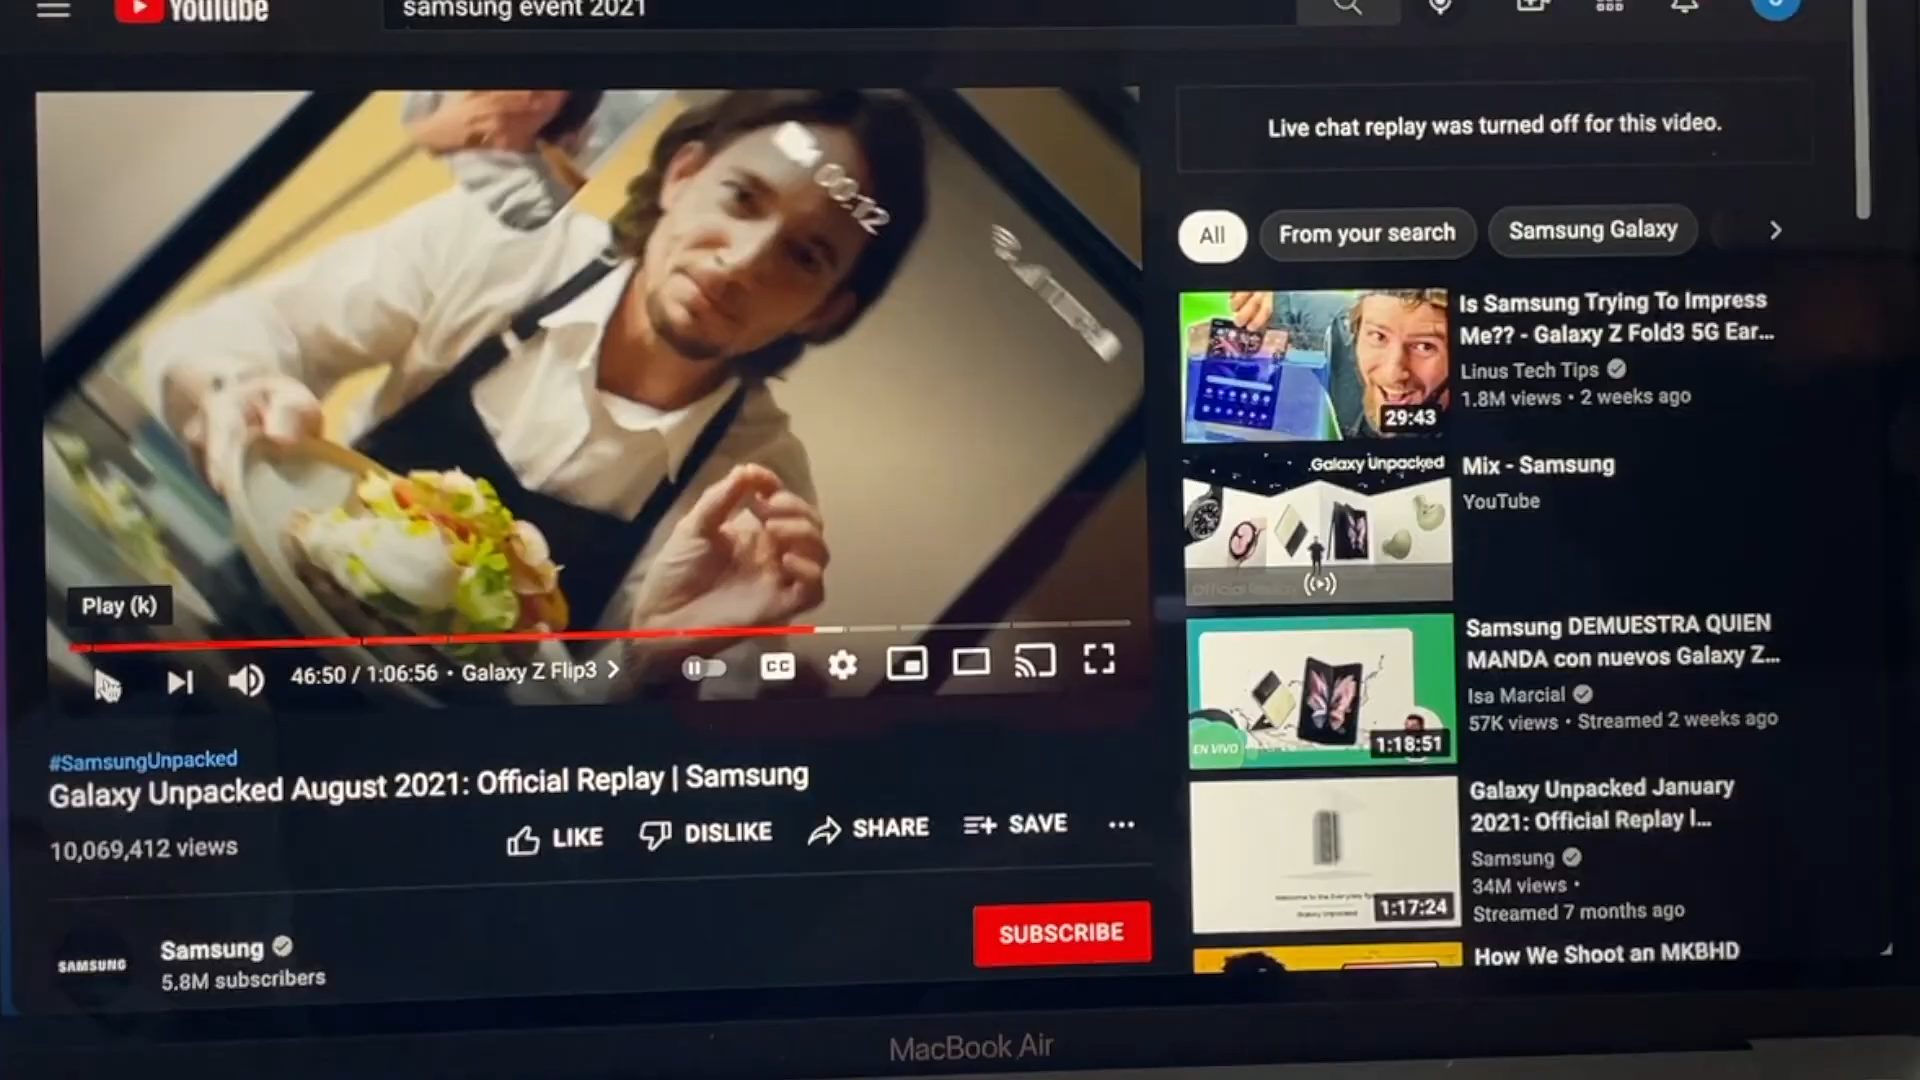 YouTube
samsung event 2021
00:12
Play (k)
46:50 / 1:06:56 • Galaxy Z Flip3
CC
#SamsungUnpacked
Galaxy Unpacked August 2021: Official Replay | Samsung
10,069,412 views
LIKE
DISLIKE
SHARE
SAVE
SAMSUNG
Samsung
5.8M subscribers
SUBSCRIBE
Live chat replay was turned off for this video.
All
From your search
Samsung Galaxy
29:43
Is Samsung Trying To Impress
Me?? - Galaxy Z Fold3 5G Ear...
Linus Tech Tips
1.8M views • 2 weeks ago
Galaxy Unpacked
Mix - Samsung
YouTube
EN VIVO
1:18:51
Samsung DEMUESTRA QUIEN
MANDA con nuevos Galaxy Z...
Isa Marcial
57K views • Streamed 2 weeks ago
Galaxy Unpacked
1:17:24
Galaxy Unpacked January
2021: Official Replay l...
Samsung
34M views •
Streamed 7 months ago
How We Shoot an MKBHD
MacBook Air